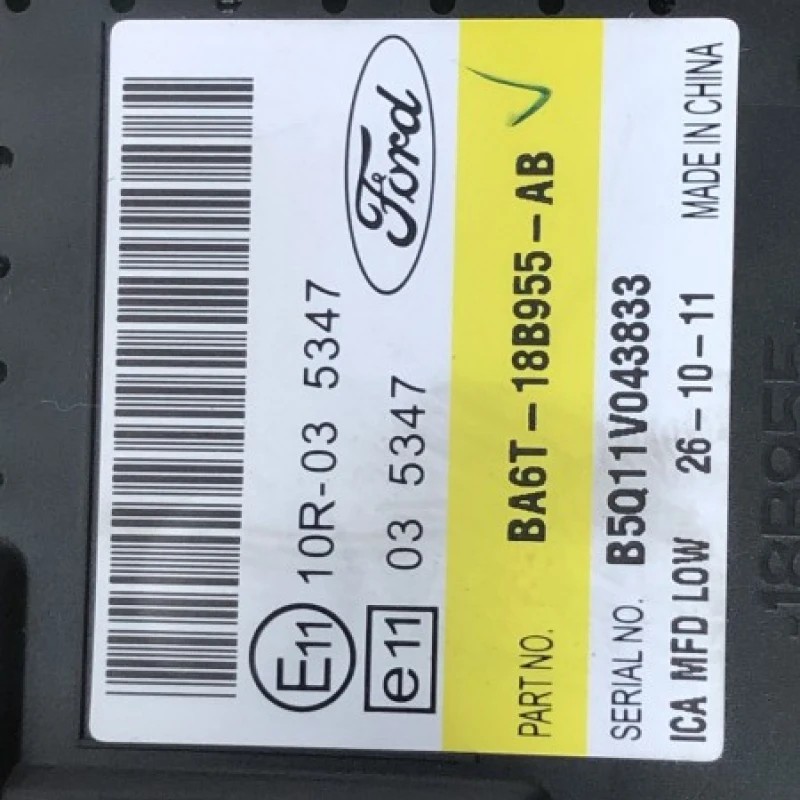 E11 10R-03 5347
Ford
e11 03 5347
PART NO. BA6T-18B955-AB
SERIAL NO. B5Q11V043833
ICA MFD LOW 26-10-11 MADE IN CHINA
18B955